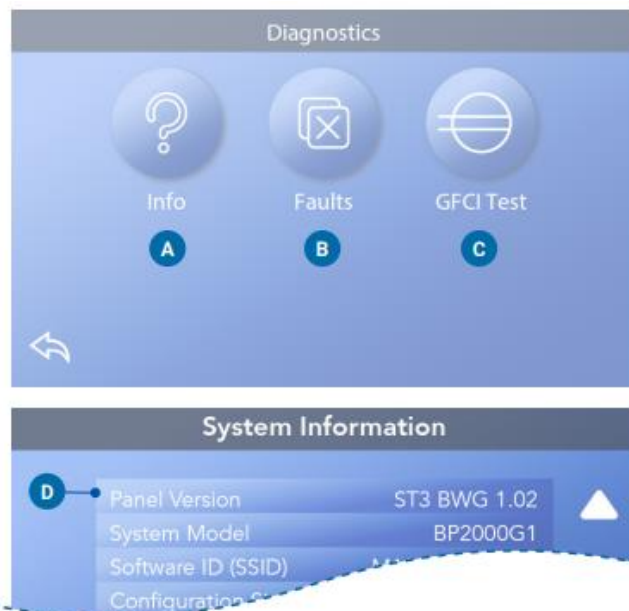 Diagnostics
Info Faults GFCI Test
A B C
System Information
D Panel Version ST3 BWG 1.02
System Model BP2000G1
Software ID (SSID)
Configuration